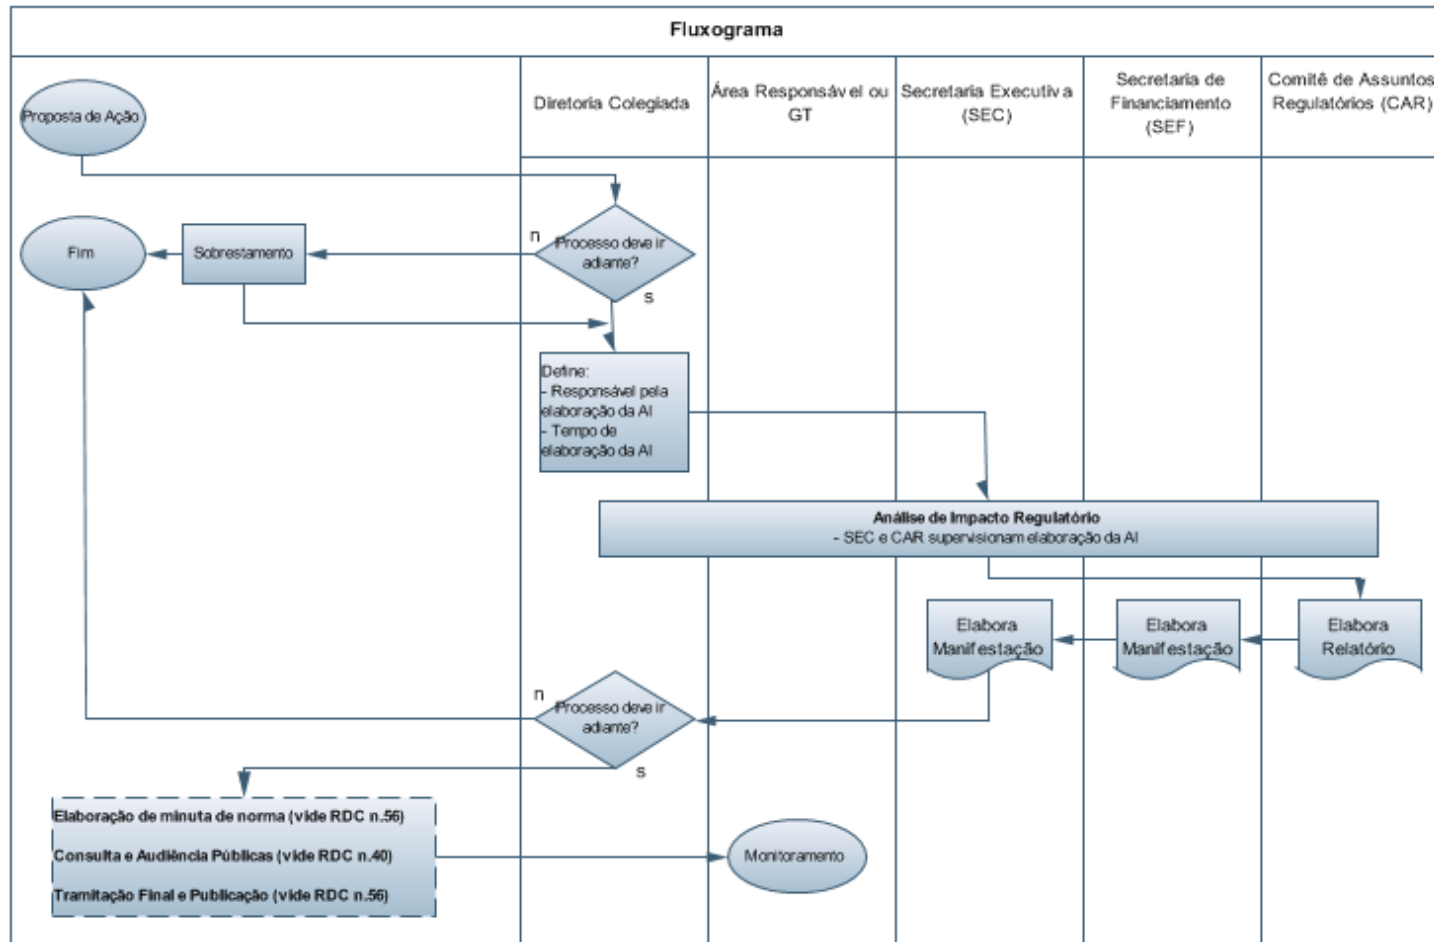 Fluxograma
Diretoria Colegiada
Área Responsável ou
GT
Secretaria Executiva
(SEC)
Secretaria de
Financiamento
(SEF)
Comitê de Assuntos
Regulatórios (CAR)
Proposta de Ação
Processo deve ir
adiante?
n
s
Sobrestamento
Fim
Define:
- Responsável pela
elaboração da AI
- Tempo de
elaboração da AI
Análise de Impacto Regulatório
- SEC e CAR supervisionam elaboração da AI
Elabora
Manifestação
Elabora
Manifestação
Elabora
Relatório
n
Processo deve ir
adiante?
s
Elaboração de minuta de norma (vide RDC n.56)
Consulta e Audiência Públicas (vide RDC n.40)
Tramitação Final e Publicação (vide RDC n.56)
Monitoramento